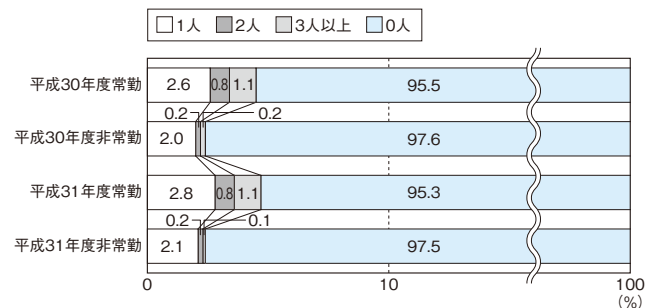 1人 2人 3人以上 0人
平成30年度常勤 2.6 0.8 1.1 95.5
0.2 0.2
平成30年度非常勤 2.0 97.6
平成31年度常勤 2.8 0.8 1.1 95.3
0.2 0.1
平成31年度非常勤 2.1 97.5
0 10 100
(%)